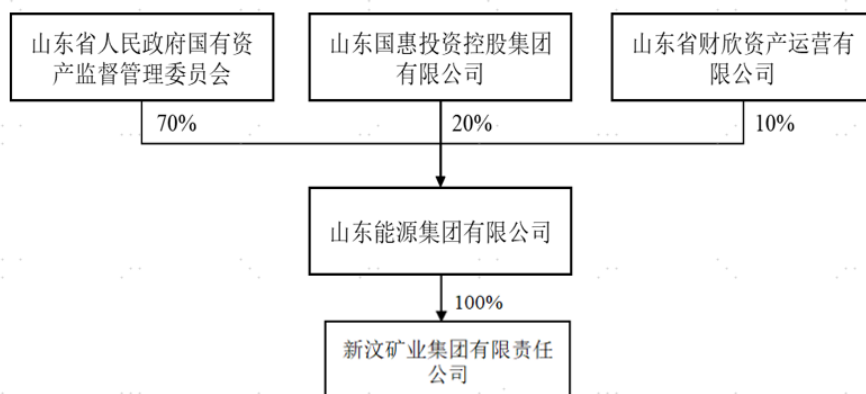 山东省人民政府国有资
产监督管理委员会
山东国惠投资控股集团
有限公司
山东省财欣资产运营有
限公司
70%
20%
10%
山东能源集团有限公司
100%
新汶矿业集团有限责任
公司